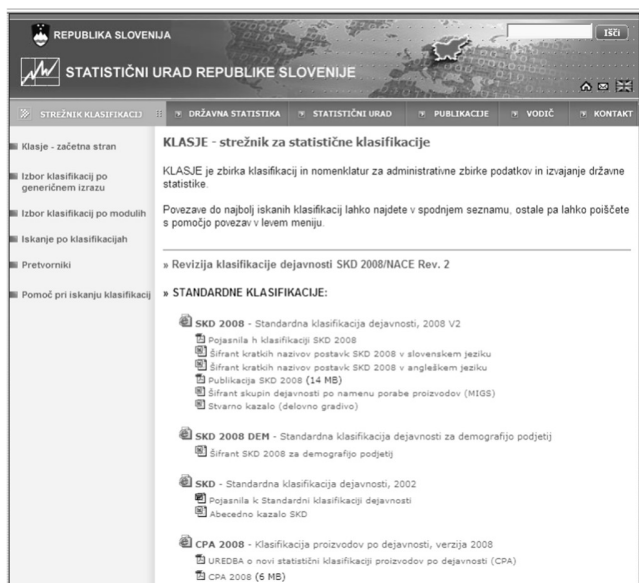 REPUBLIKA SLOVENIJA
Išči
STATISTIČNI URAD REPUBLIKE SLOVENIJE
STREŽNIK KLASIFIKACIJ
DRŽAVNA STATISTIKA
STATISTIČNI URAD
PUBLIKACIJE
VODIČ
KONTAKT
Klasje - začetna stran
Izbor klasifikacij po
generičnem izrazu
Izbor klasifikacij po modulih
Iskanje po klasifikacijah
Pretvorniki
Pomoč pri iskanju klasifikacij
KLASJE - strežnik za statistične klasifikacije
KLASJE je zbirka klasifikacij in nomenklatur za administrativne zbirke podatkov in izvajanje državne
statistike.
Povezave do najbolj iskanih klasifikacij lahko najdete v spodnjem seznamu, ostale pa lahko poiščete
s pomočjo povezav v levem meniju.
» Revizija klasifikacije dejavnosti SKD 2008/NACE Rev. 2
» STANDARDNE KLASIFIKACIJE:
SKD 2008 - Standardna klasifikacija dejavnosti, 2008 V2
Pojasnila h klasifikaciji SKD 2008
Šifrant kratkih nazivov postavk SKD 2008 v slovenskem jeziku
Šifrant kratkih nazivov postavk SKD 2008 v angleškem jeziku
Publikacija SKD 2008 (14 MB)
Šifrant skupin dejavnosti po namenu porabe proizvodov (MIGS)
Stvarno kazalo (delovno gradivo)
SKD 2008 DEM - Standardna klasifikacija dejavnosti za demografijo podjetij
Šifrant SKD 2008 za demografijo podjetij
SKD - Standardna klasifikacija dejavnosti, 2002
Pojasnila k Standardni klasifikaciji dejavnosti
Abecedno kazalo SKD
CPA 2008 - Klasifikacija proizvodov po dejavnosti, verzija 2008
UREDBA o novi statistični klasifikaciji proizvodov po dejavnosti (CPA)
CPA 2008 (6 MB)